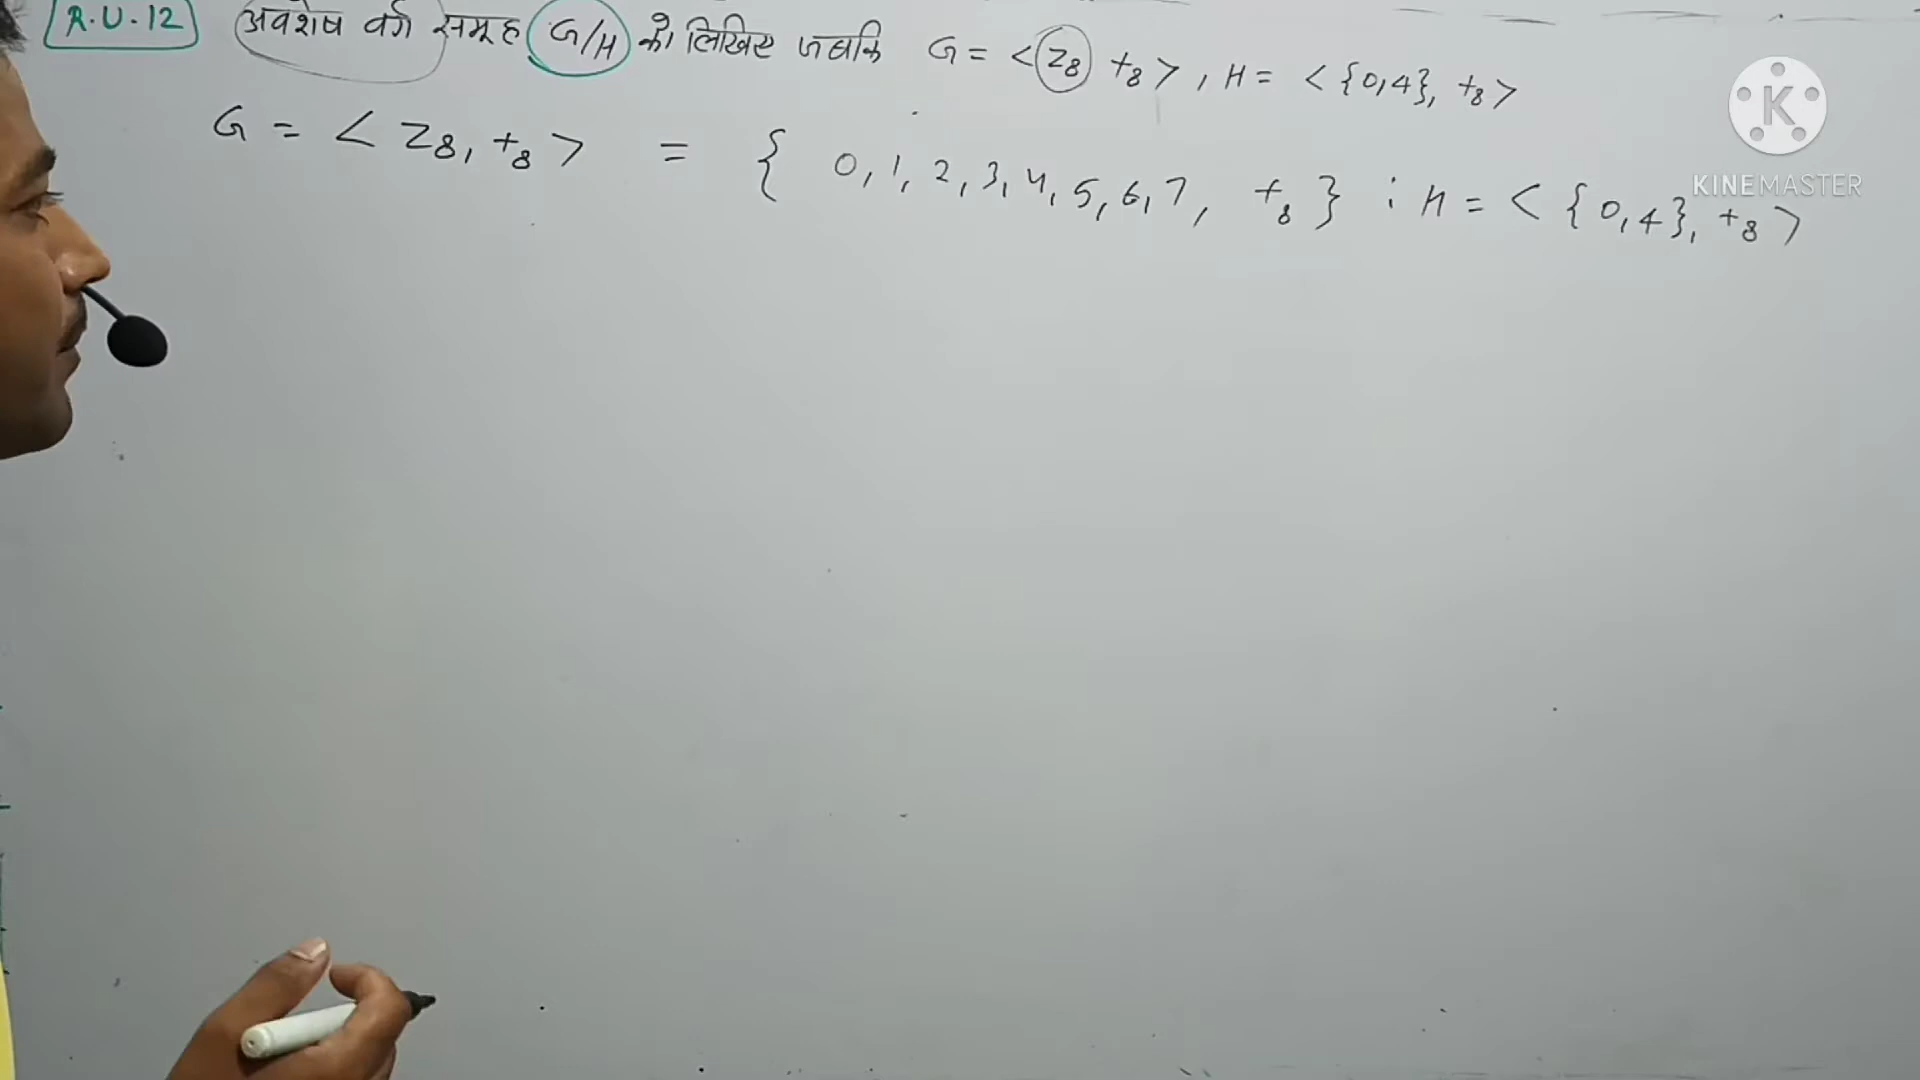 R.U.12 अवशेष वर्ग समूह G/H को लिखिए जबकि G = <Z₈ +₈>, H = <{0,4}, +₈>
G = < Z₈, +₈ > = { 0, 1, 2, 3, 4, 5, 6, 7, +₈ } ; H = < {0, 4}, +₈ >
K
KINEMASTER